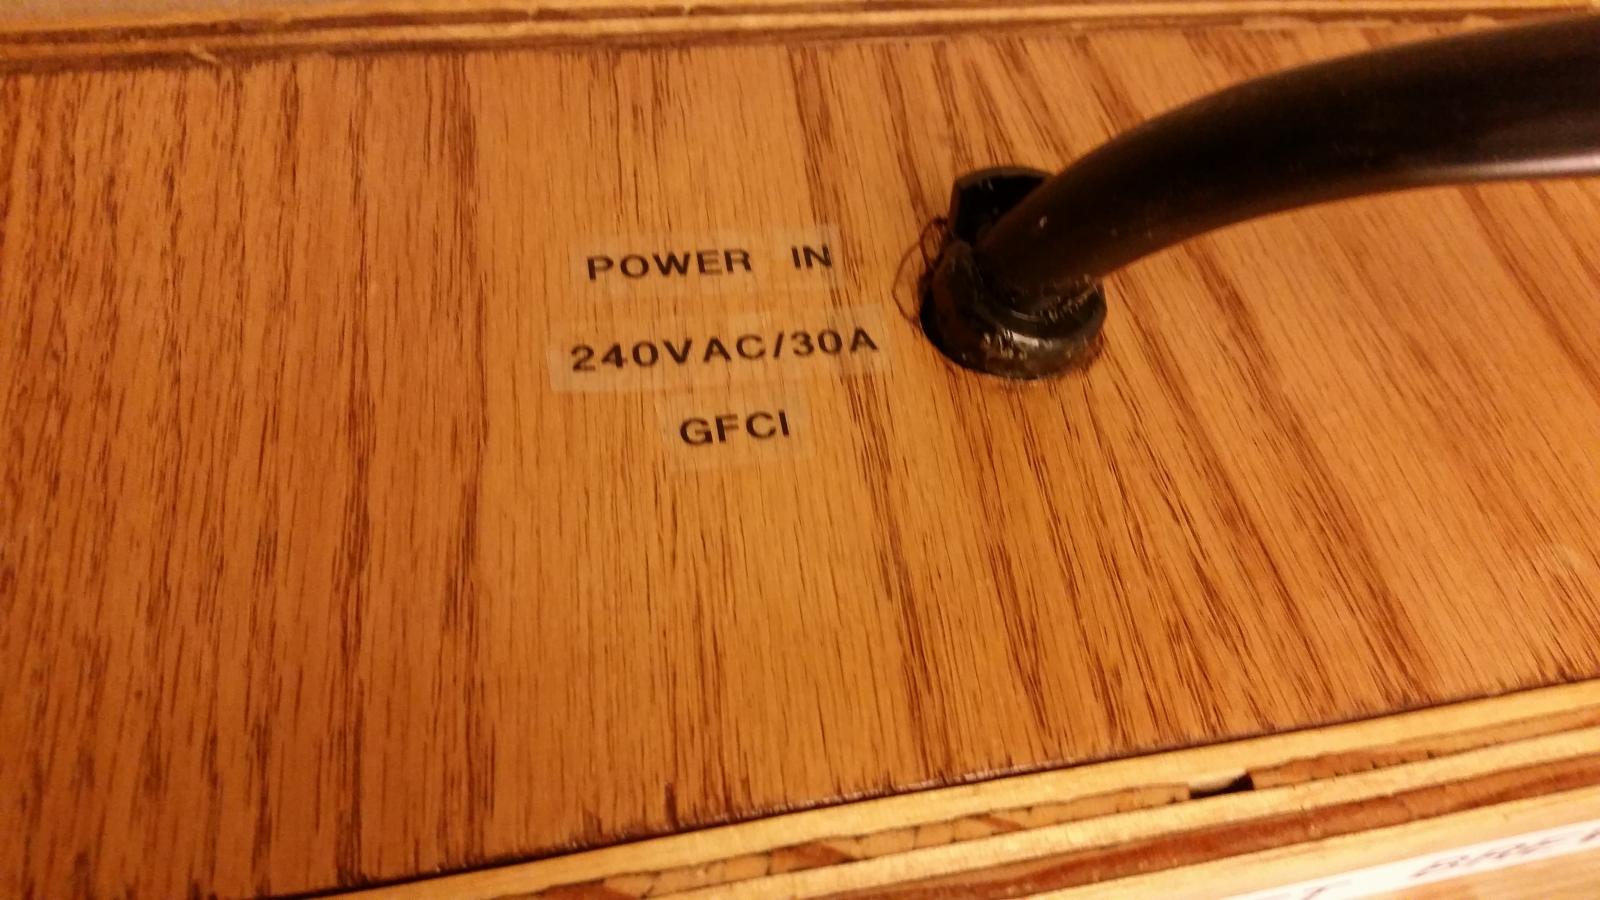 POWER IN
240VAC/30A
GFCI